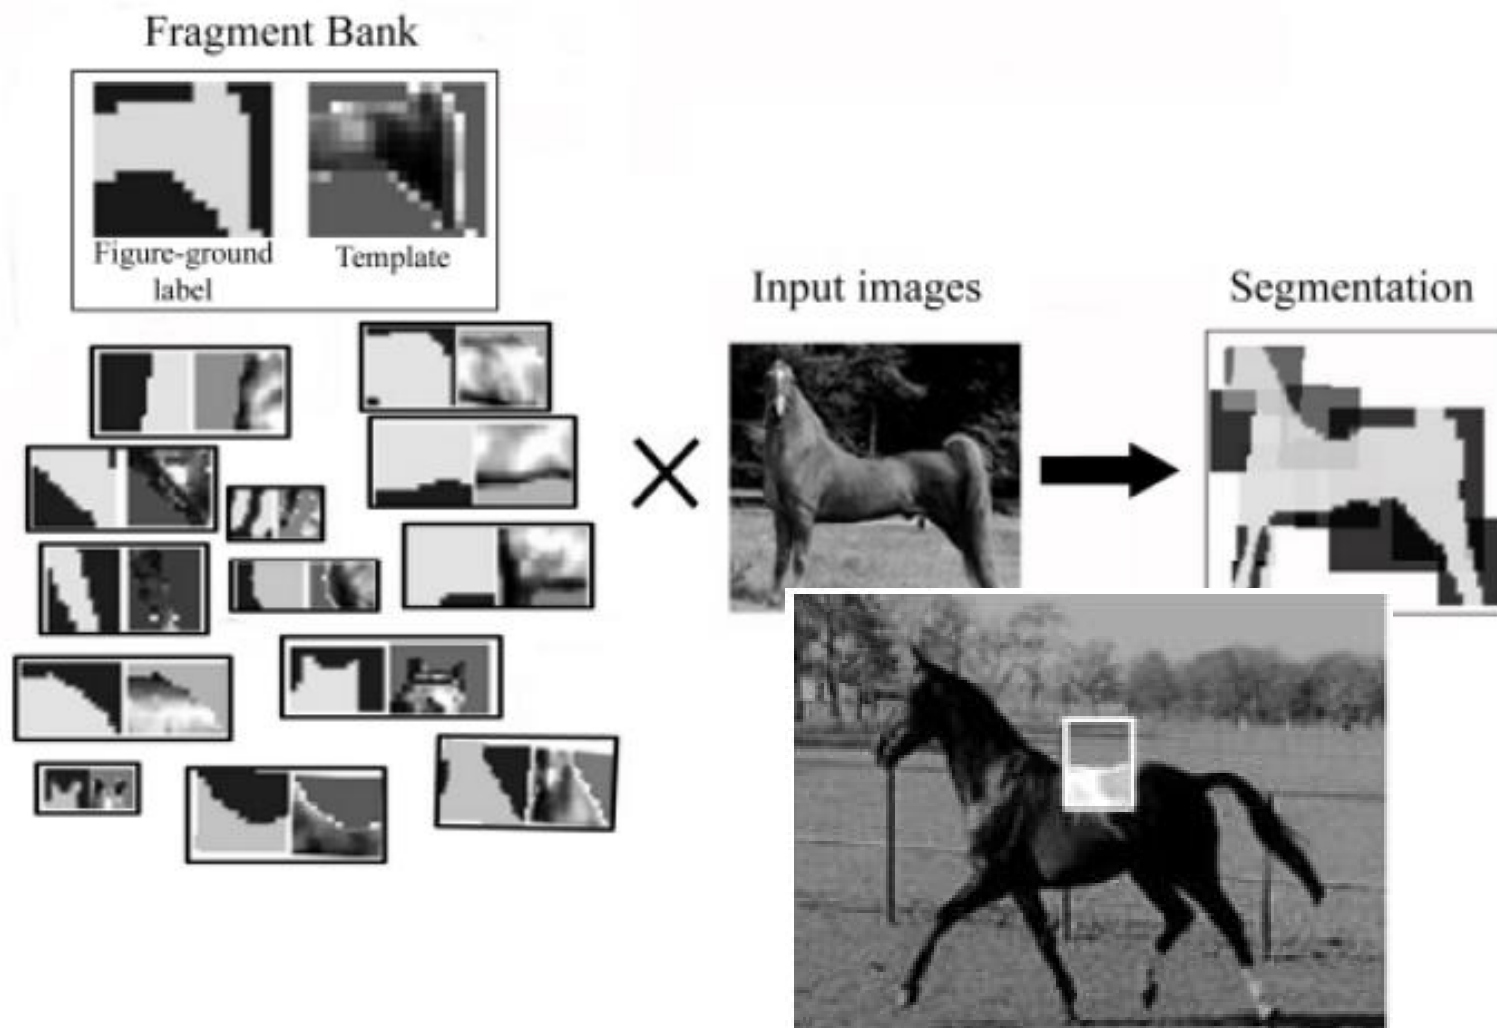 Fragment Bank
Figure-ground
label
Template
Input images
Segmentation